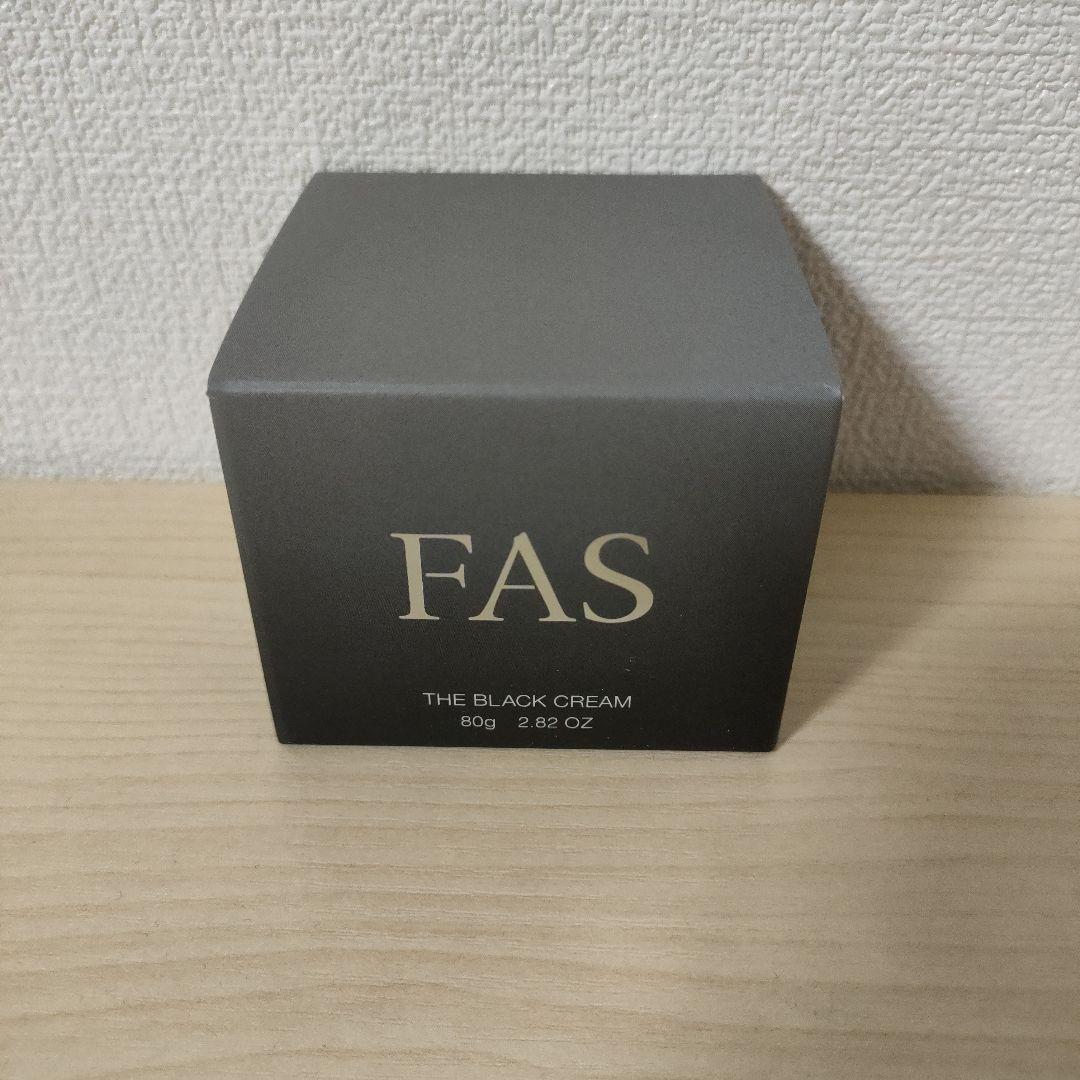 FAS
THE BLACK CREAM
80g 2.82 OZ